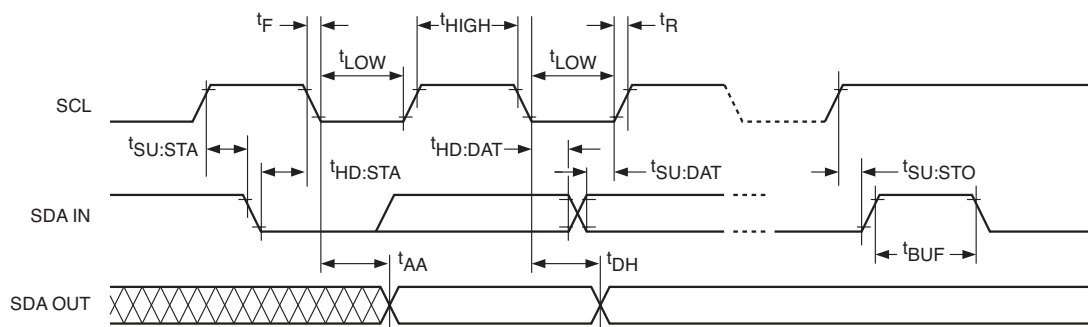 tF
tHIGH
tR
tLOW
tLOW
SCL
tSU:STA
tHD:STA
tHD:DAT
tSU:DAT
tSU:STO
SDA IN
tBUF
tAA
tDH
SDA OUT